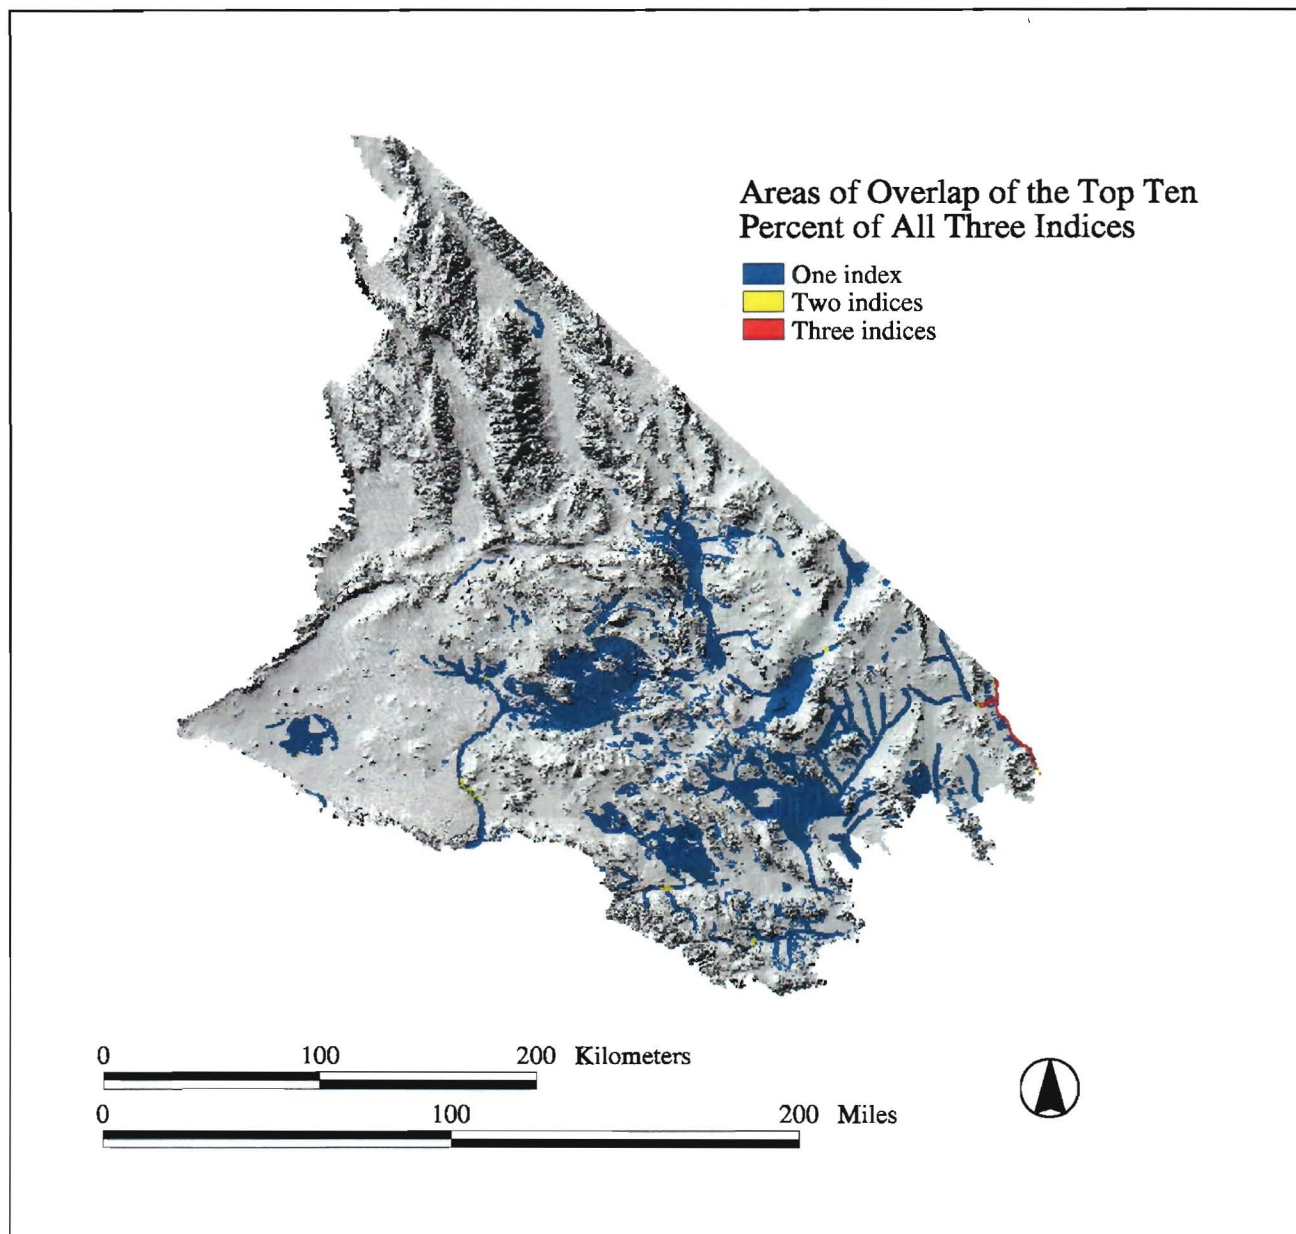 Areas of Overlap of the Top Ten
Percent of All Three Indices
One index
Two indices
Three indices
0 100 200 Kilometers
0 100 200 Miles